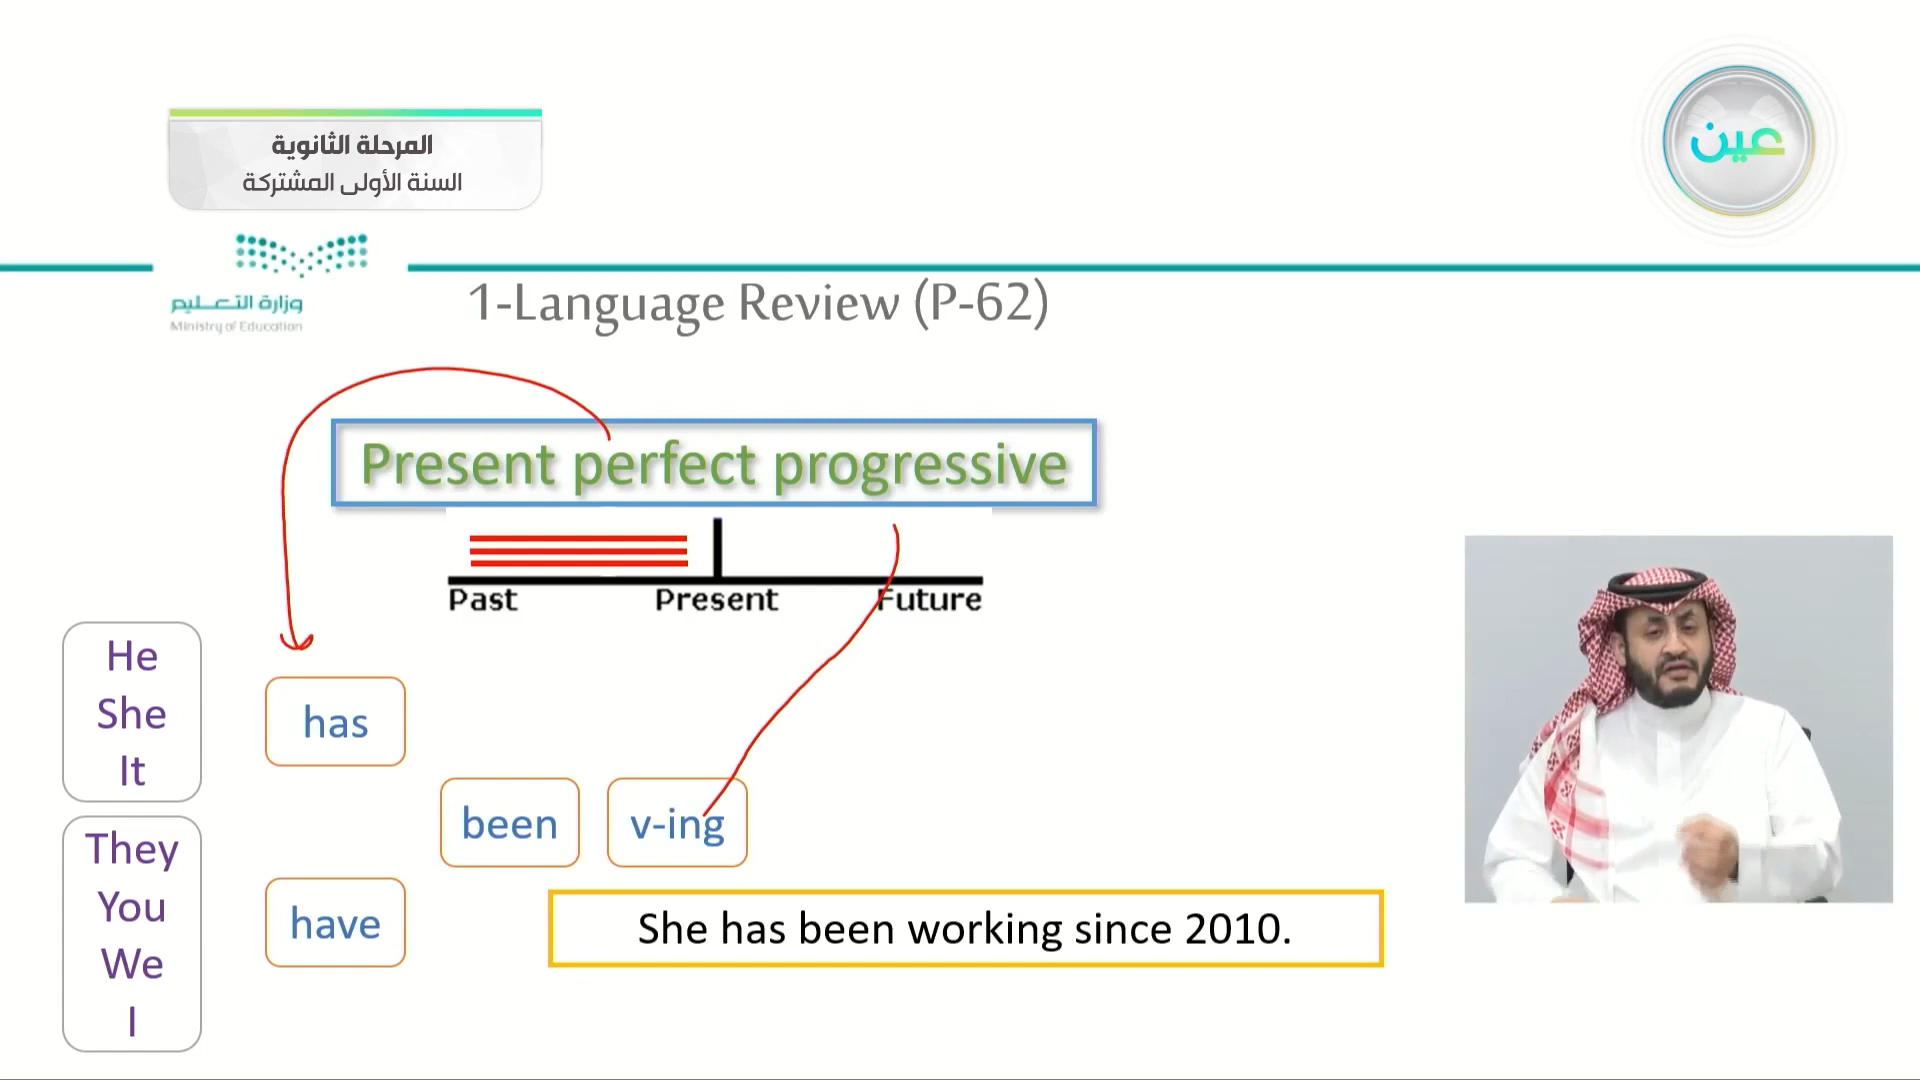 المرحلة الثانوية
السنة الأولى المشتركة
عين
وزارة التعـــليم
Ministry of Education
1-Language Review (P-62)
Present perfect progressive
Past Present Future
He
She
It
has
been
v-ing
They
You
We
I
have
She has been working since 2010.